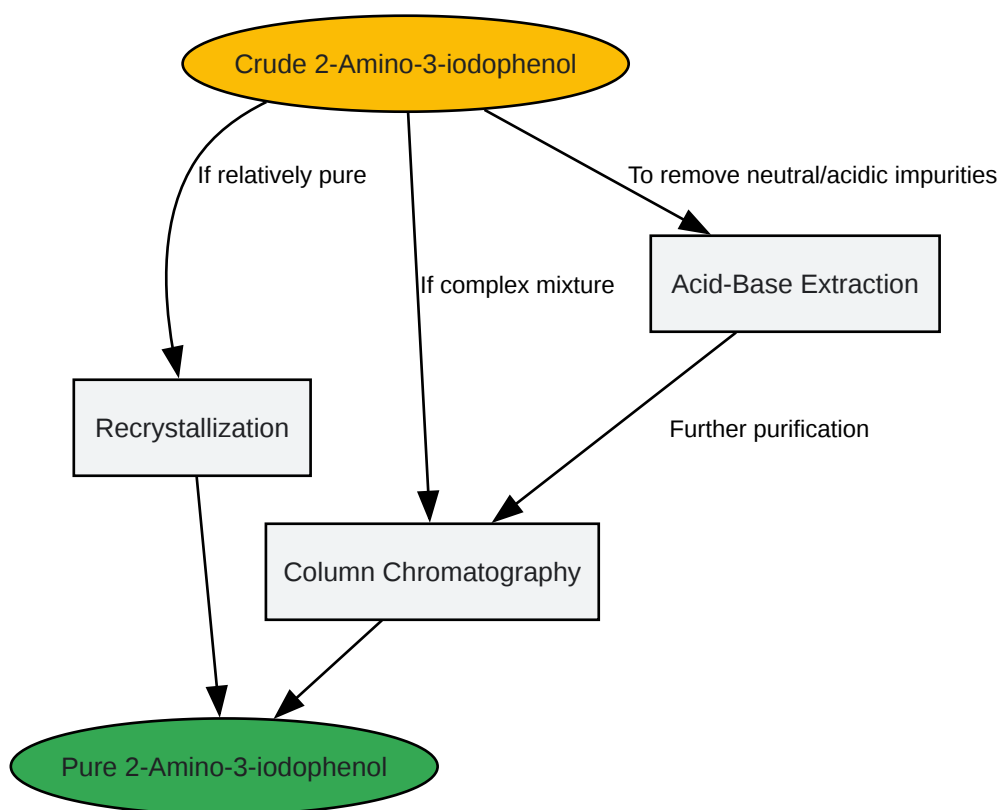 Crude 2-Amino-3-iodophenol
If relatively pure
To remove neutral/acidic impurities
If complex mixture
Acid-Base Extraction
Recrystallization
Further purification
Column Chromatography
Pure 2-Amino-3-iodophenol